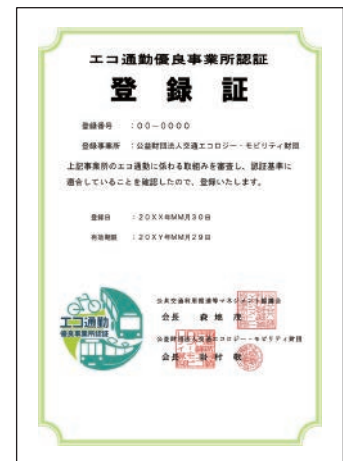 エコ通勤優良事業所認証
登録証
登録番号　：００－００００
登録事業所　：公益財団法人交通エコロジー・モビリティ財団
上記事業所のエコ通勤に係わる取組みを審査し、認証基準に
適合していることを確認したので、登録いたします。
登録日　：２０ＸＸ年ＭＭ月３０日
有効期限　：２０ＸＹ年ＭＭ月２９日
公共交通利用推進等マネジメント協議会
会長　森地　茂
公益財団法人交通エコロジー・モビリティ財団
会長
エコ通勤
優良事業所認証